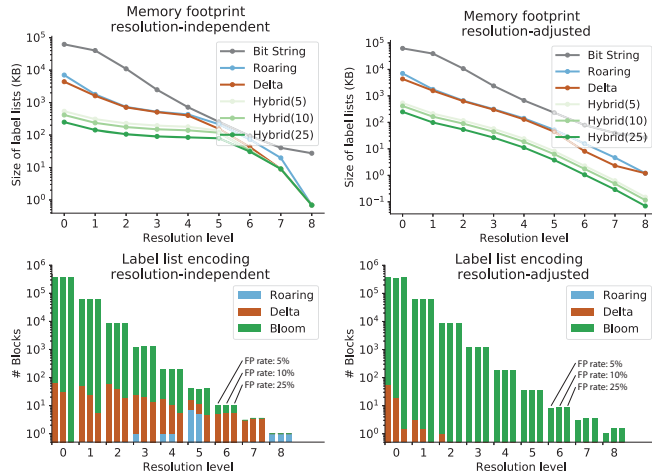 Memory footprint
resolution-independent
Size of label lists (KB)
10^5
10^4
10^3
10^2
10^1
10^0
Bit String
Roaring
Delta
Hybrid(5)
Hybrid(10)
Hybrid(25)
0 1 2 3 4 5 6 7 8
Resolution level
Memory footprint
resolution-adjusted
Size of label lists (KB)
10^5
10^4
10^3
10^2
10^1
10^0
10^−1
Bit String
Roaring
Delta
Hybrid(5)
Hybrid(10)
Hybrid(25)
0 1 2 3 4 5 6 7 8
Resolution level
Label list encoding
resolution-independent
# Blocks
10^6
10^5
10^4
10^3
10^2
10^1
10^0
Roaring
Delta
Bloom
FP rate: 5%
FP rate: 10%
FP rate: 25%
0 1 2 3 4 5 6 7 8
Resolution level
Label list encoding
resolution-adjusted
# Blocks
10^6
10^5
10^4
10^3
10^2
10^1
10^0
Roaring
Delta
Bloom
FP rate: 5%
FP rate: 10%
FP rate: 25%
0 1 2 3 4 5 6 7 8
Resolution level